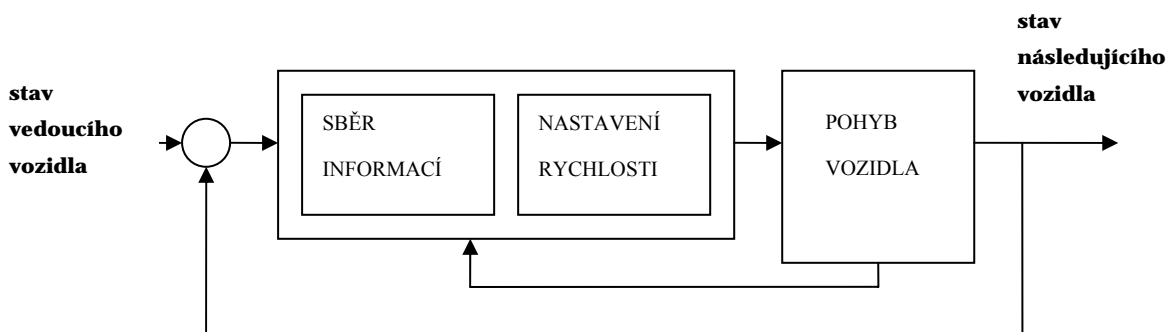 stav
vedoucího
vozidla
SBĚR
INFORMACÍ
NASTAVENÍ
RYCHLOSTI
POHYB
VOZIDLA
stav
následujícího
vozidla